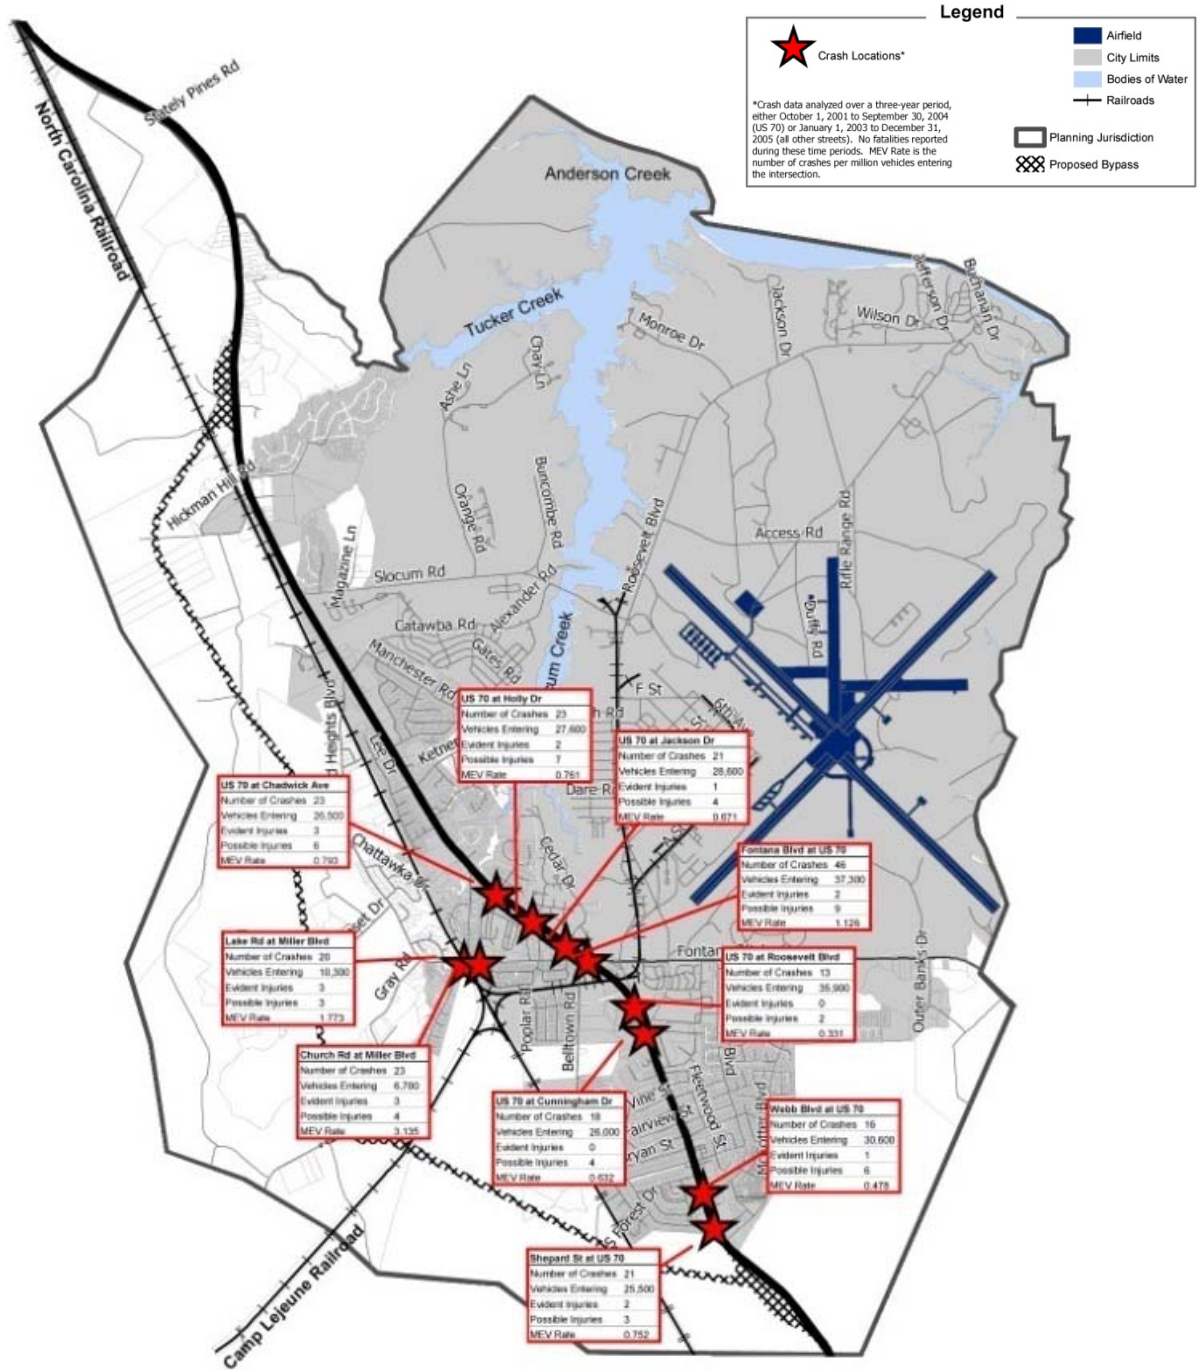 Legend
Crash Locations*
*Crash data analyzed over a three-year period,
either October 1, 2001 to September 30, 2004
(US 70) or January 1, 2003 to December 31,
2005 (all other streets). No fatalities reported
during these time periods. MEV Rate is the
number of crashes per million vehicles entering
the intersection.
Airfield
City Limits
Bodies of Water
Railroads
Planning Jurisdiction
Proposed Bypass
Stately Pines Rd
North Carolina Railroad
Anderson Creek
Tucker Creek
Jefferson Dr
Buchanan Dr
Jackson Dr
Wilson Dr
Monroe Dr
Chay Ln
Ashe Ln
Hickman Hill Rd
Orange Rd
Buncombe Rd
Roosevelt Blvd
Access Rd
Rifle Range Rd
Magazine Ln
Slocum Rd
Alexander Rd
Duffy Rd
Catawba Rd
Gates Rd
Manchester Rd
um Creek
F St
6th Ave
h Rd
St
Heights Blvd
Lee Dr
Ketner
US 70 at Holly Dr
Number of Crashes 23
Vehicles Entering 27,600
Evident Injuries 2
Possible Injuries 7
MEV Rate 0.761
US 70 at Jackson Dr
Number of Crashes 21
Vehicles Entering 28,600
Evident Injuries 1
Possible Injuries 4
MEV Rate 0.671
US 70 at Chadwick Ave
Number of Crashes 23
Vehicles Entering 26,500
Evident Injuries 3
Possible Injuries 6
MEV Rate 0.793
Dare R
A St
Chattawka
Cedar Dr
Fontana Blvd at US 70
Number of Crashes 46
Vehicles Entering 37,300
Evident Injuries 2
Possible Injuries 9
MEV Rate 1.126
set Dr
Lake Rd at Miller Blvd
Number of Crashes 20
Vehicles Entering 10,300
Evident Injuries 3
Possible Injuries 3
MEV Rate 1.773
Gray Rd
Fontan
US 70 at Roosevelt Blvd
Number of Crashes 13
Vehicles Entering 35,900
Evident Injuries 0
Possible Injuries 2
MEV Rate 0.331
Outer Banks Dr
Poplar Rd
Belltown Rd
Church Rd at Miller Blvd
Number of Crashes 23
Vehicles Entering 6,700
Evident Injuries 3
Possible Injuries 4
MEV Rate 3.135
Blvd
Fleetwood St
US 70 at Cunningham Dr
Number of Crashes 18
Vehicles Entering 26,000
Evident Injuries 0
Possible Injuries 4
MEV Rate 0.632
Vine St
airview St
ryan St
Webb Blvd at US 70
Number of Crashes 16
Vehicles Entering 30,600
Evident Injuries 1
Possible Injuries 6
MEV Rate 0.478
S Forest Dr
Shepard St at US 70
Number of Crashes 21
Vehicles Entering 25,500
Evident Injuries 2
Possible Injuries 3
MEV Rate 0.752
Camp Lejeune Railroad